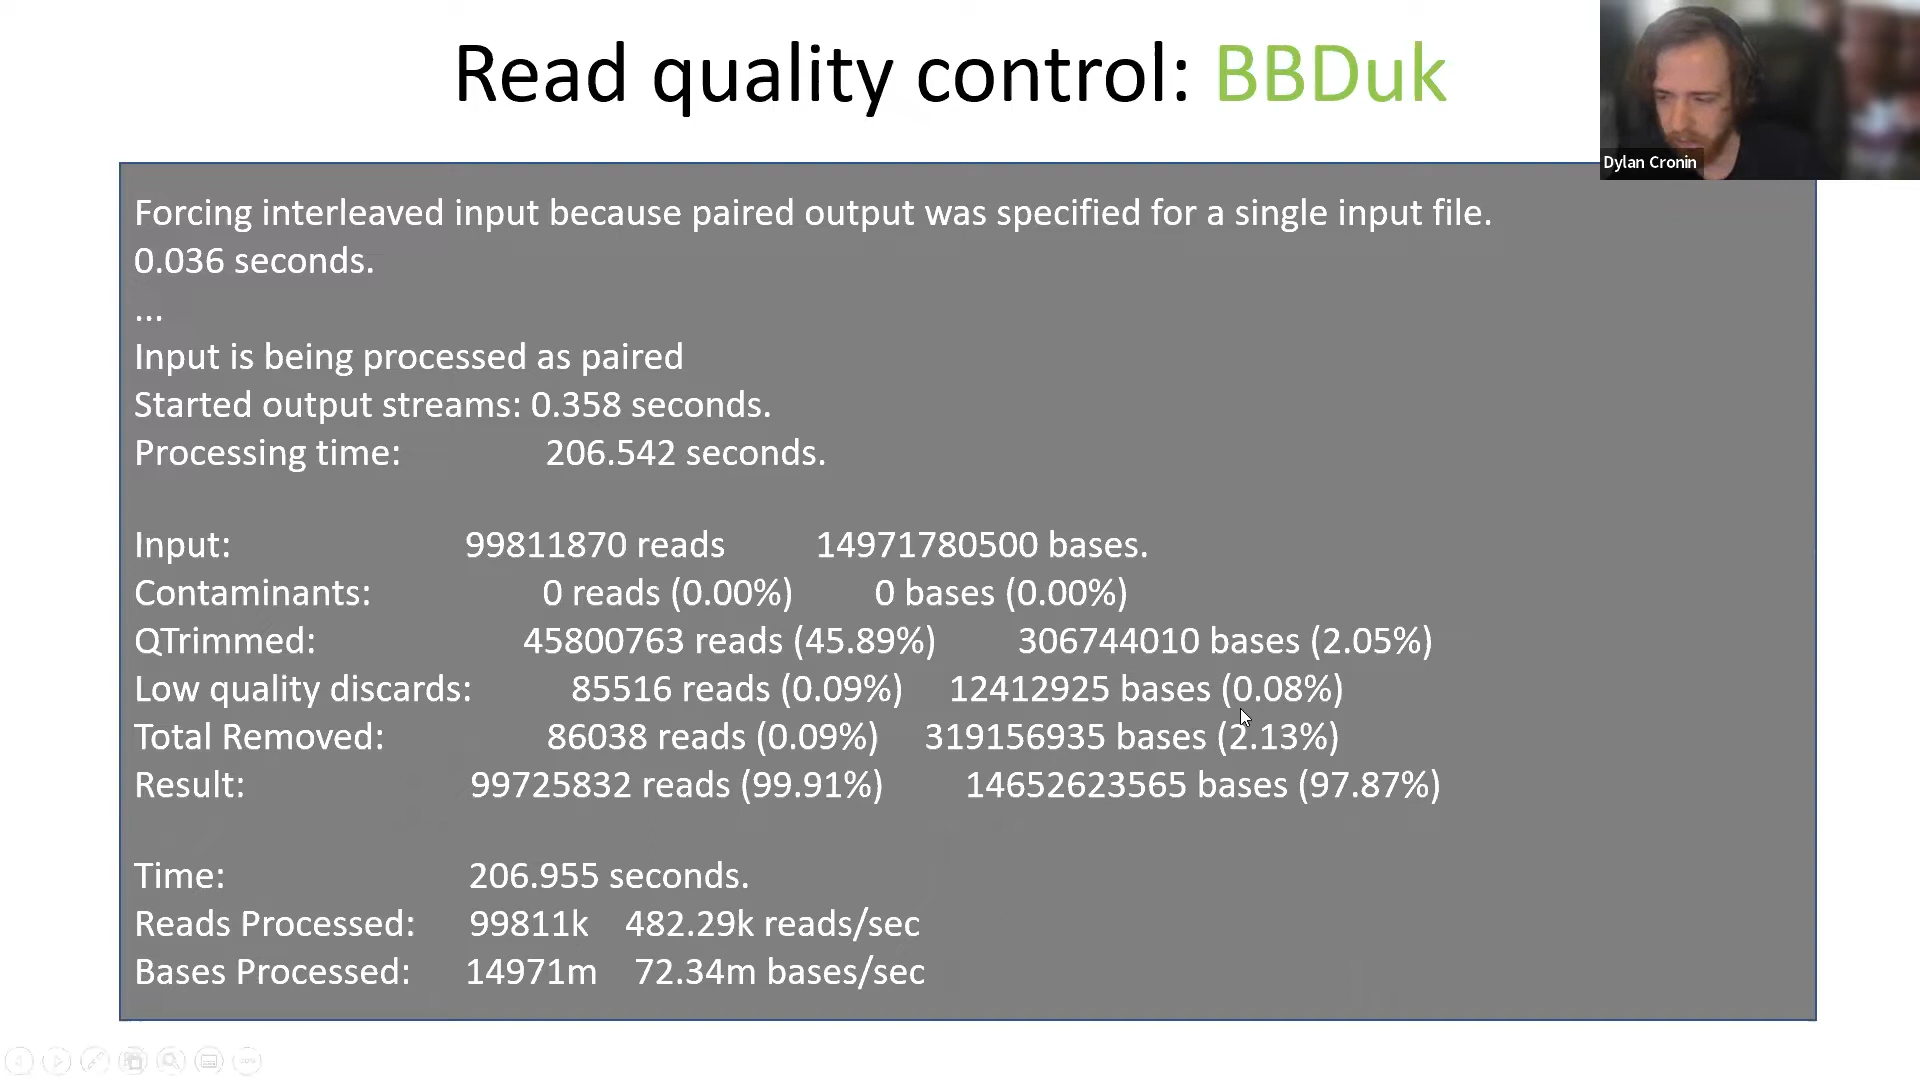 Read quality control: BBDuk
Dylan Cronin
Forcing interleaved input because paired output was specified for a single input file.
0.036 seconds.
...
Input is being processed as paired
Started output streams: 0.358 seconds.
Processing time: 206.542 seconds.
Input: 99811870 reads 14971780500 bases.
Contaminants: 0 reads (0.00%) 0 bases (0.00%)
QTrimmed: 45800763 reads (45.89%) 306744010 bases (2.05%)
Low quality discards: 85516 reads (0.09%) 12412925 bases (0.08%)
Total Removed: 86038 reads (0.09%) 319156935 bases (2.13%)
Result: 99725832 reads (99.91%) 14652623565 bases (97.87%)
Time: 206.955 seconds.
Reads Processed: 99811k 482.29k reads/sec
Bases Processed: 14971m 72.34m bases/sec